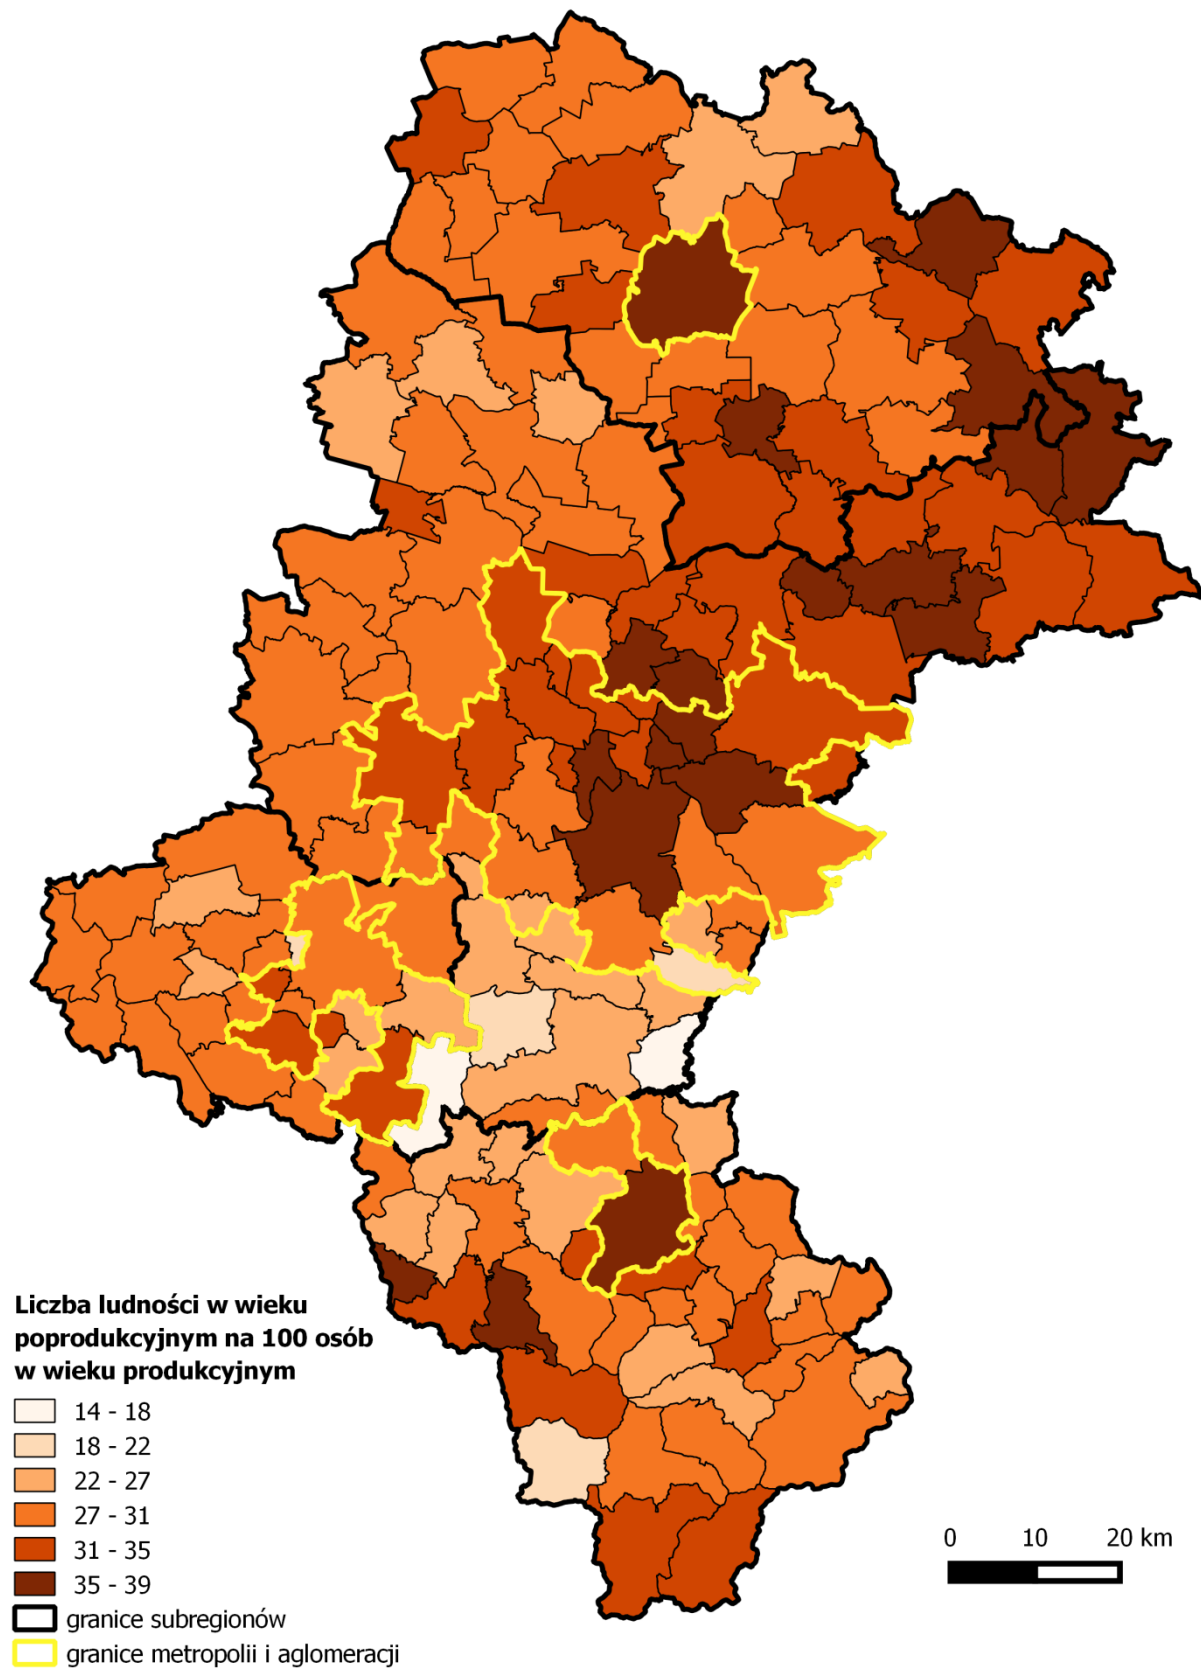 Liczba ludności w wieku
poprodukcyjnym na 100 osób
w wieku produkcyjnym
14 - 18
18 - 22
22 - 27
27 - 31
31 - 35
35 - 39
granice subregionów
granice metropolii i aglomeracji
0 10 20 km